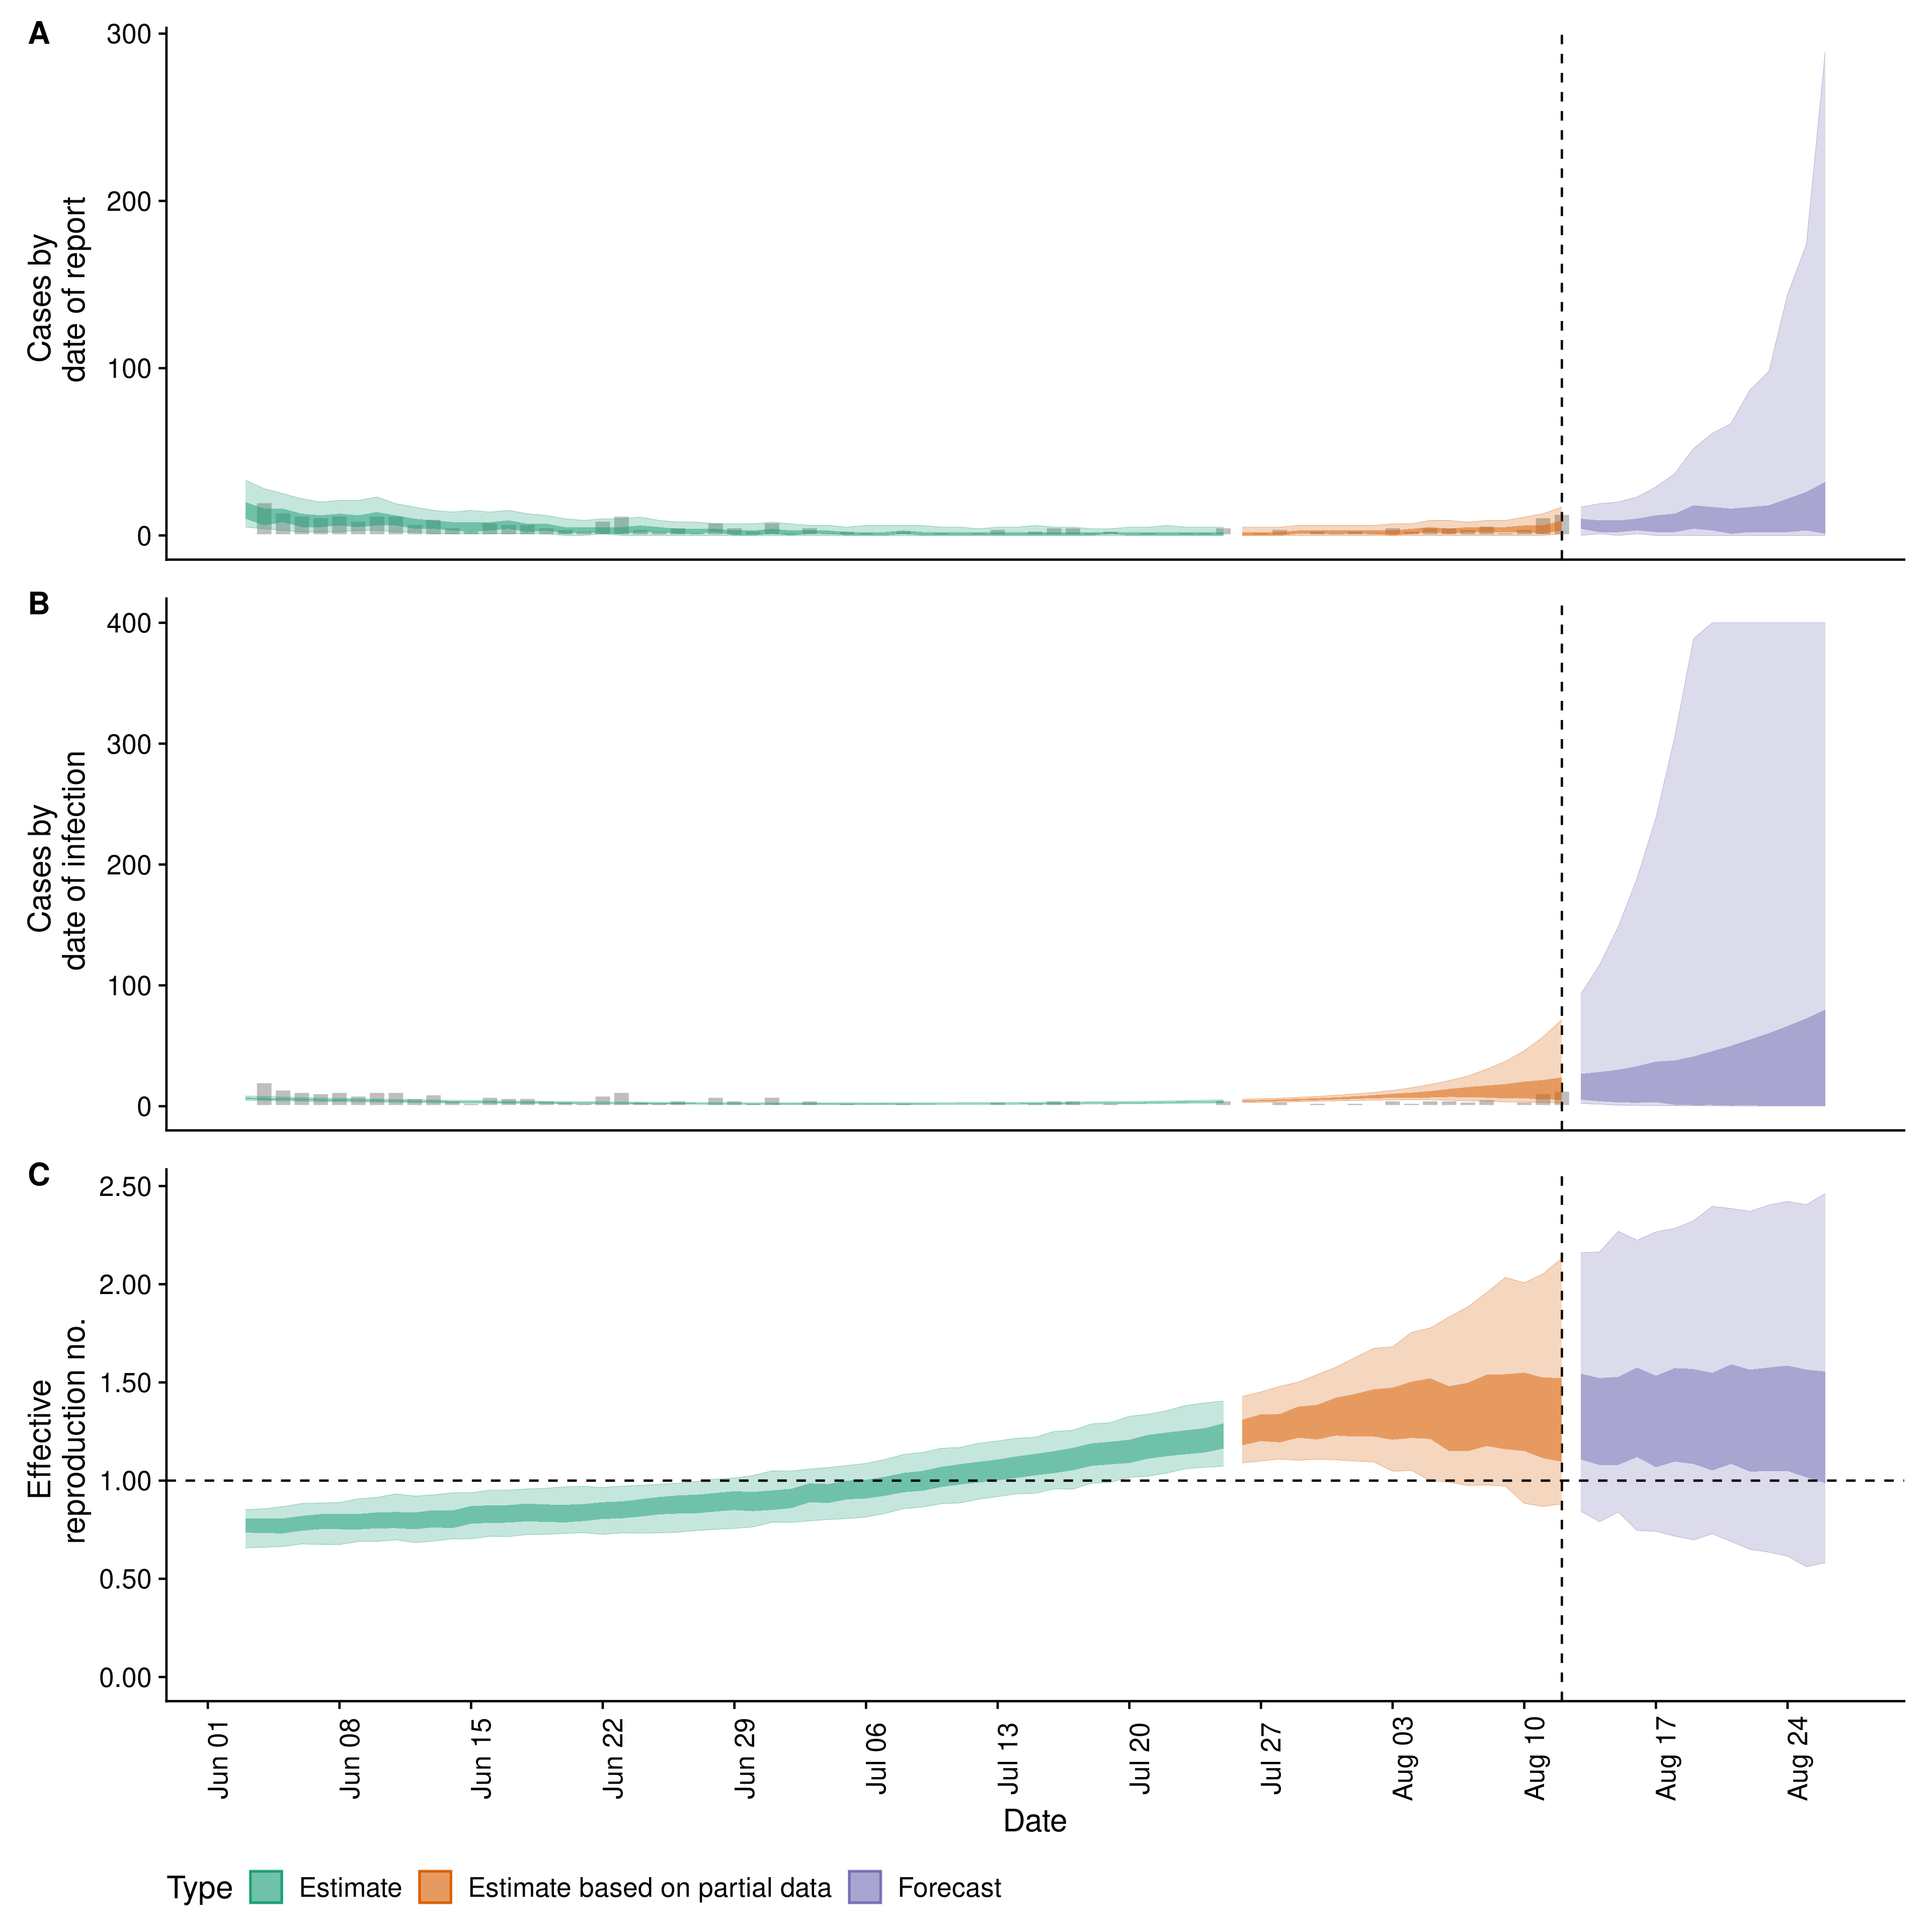 A
300
200
100
0
Cases by
date of report
B
400
300
200
100
0
Cases by
date of infection
C
2.50
2.00
1.50
1.00
0.50
0.00
Effective
reproduction no.
Jun 01
Jun 08
Jun 15
Jun 22
Jun 29
Jul 06
Jul 13
Jul 20
Jul 27
Aug 03
Aug 10
Aug 17
Aug 24
Date
Type Estimate Estimate based on partial data Forecast